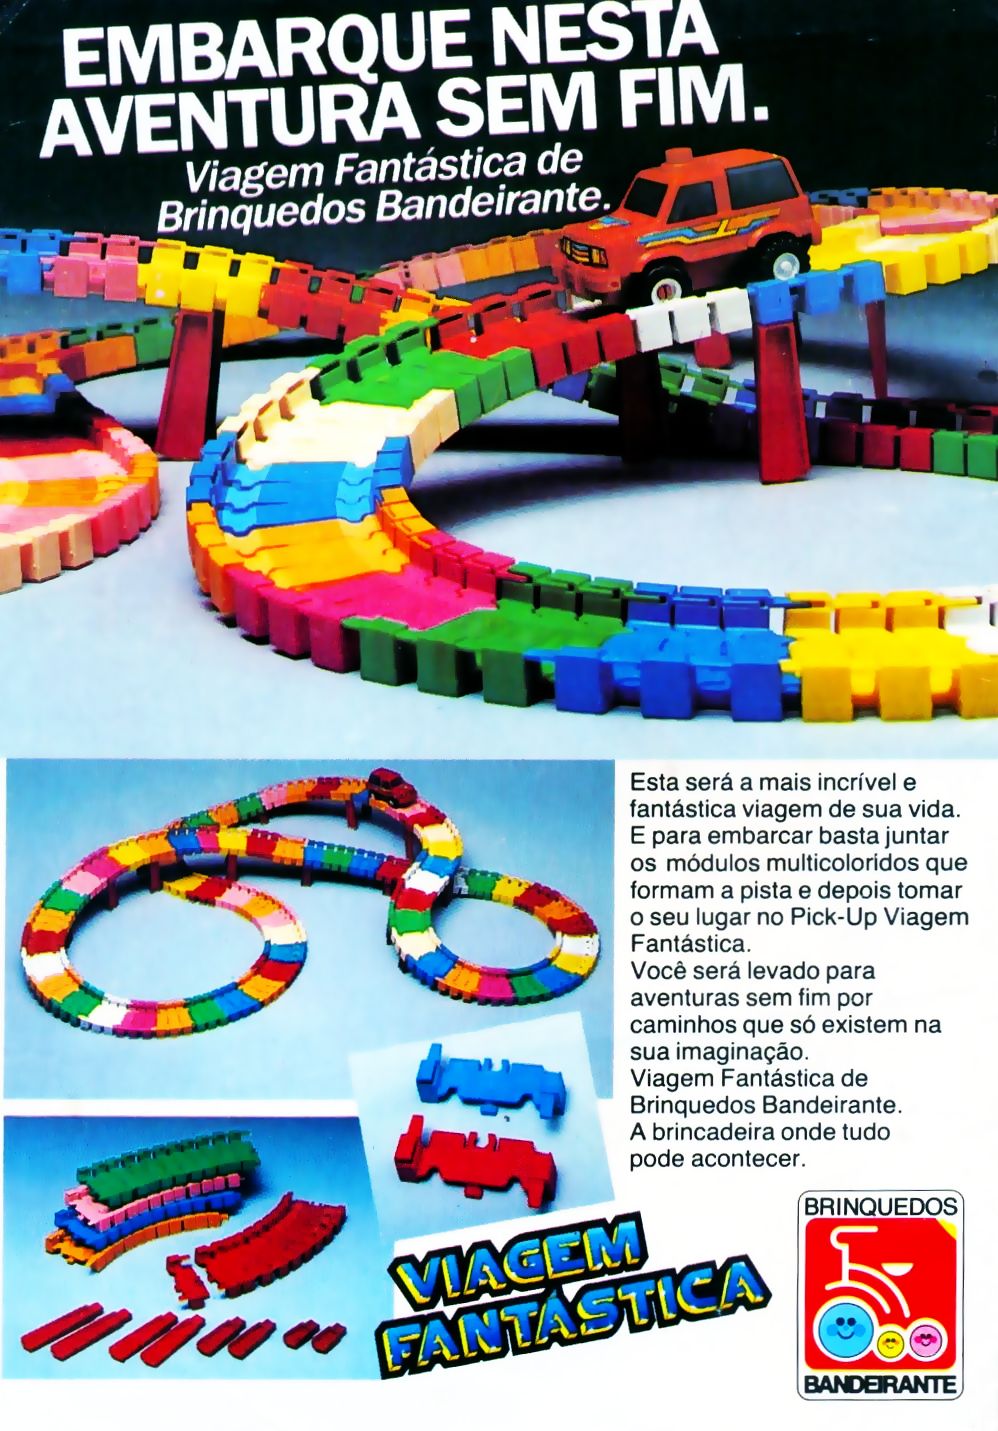 EMBARQUE NESTA
AVENTURA SEM FIM.
Viagem Fantástica de
Brinquedos Bandeirante.
Esta será a mais incrível e
fantástica viagem de sua vida.
E para embarcar basta juntar
os módulos multicoloridos que
formam a pista e depois tomar
o seu lugar no Pick-Up Viagem
Fantástica.
Você será levado para
aventuras sem fim por
caminhos que só existem na
sua imaginação.
Viagem Fantástica de
Brinquedos Bandeirante.
A brincadeira onde tudo
pode acontecer.
VIAGEM
FANTÁSTICA
BRINQUEDOS
BANDEIRANTE